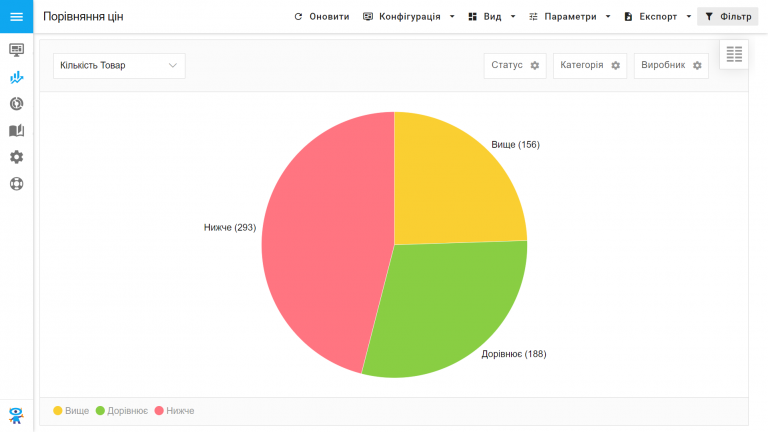 Порівняння цін
Оновити
Конфігурація
Вид
Параметри
Експорт
Фільтр
Кількість Товар
Статус
Категорія
Виробник
Вище (156)
Нижче (293)
Дорівнює (188)
Вище
Дорівнює
Нижче